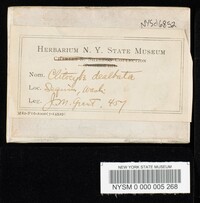 NYSd6852
HERBARIUM N. Y. STATE MUSEUM
Nom. Clitocybe dealbata
Loc. Sequim, Wash
Leg. J. M. Grant, 407
NEW YORK STATE MUSEUM
NYSM 0 000 005 268